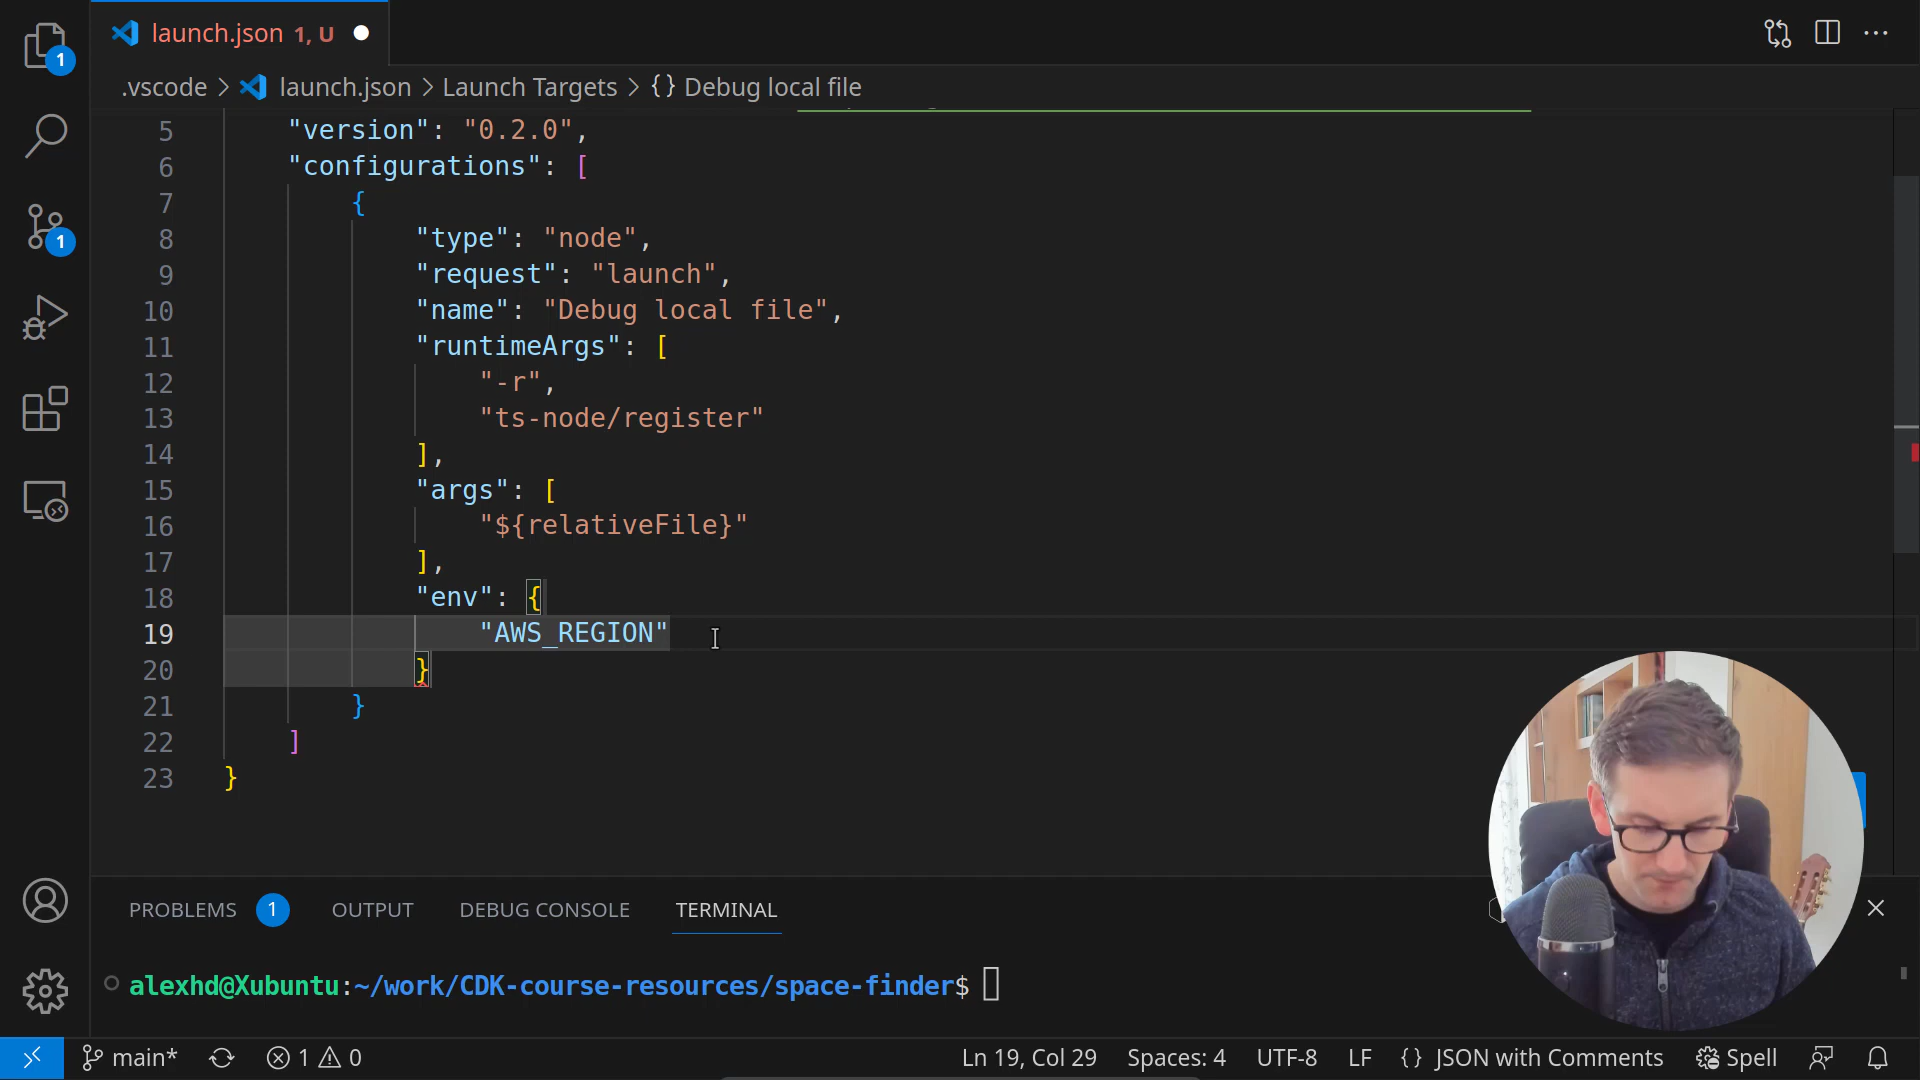 launch.json 1, U
.vscode > launch.json > Launch Targets > {} Debug local file
5 "version": "0.2.0",
6 "configurations": [
7 {
8 "type": "node",
9 "request": "launch",
10 "name": "Debug local file",
11 "runtimeArgs": [
12 "-r",
13 "ts-node/register"
14 ],
15 "args": [
16 "${relativeFile}"
17 ],
18 "env": {
19 "AWS_REGION"
20 }
21 }
22 ]
23 }
1
1
PROBLEMS 1 OUTPUT DEBUG CONSOLE TERMINAL
alexhd@Xubuntu:~/work/CDK-course-resources/space-finder$
main* 1 0 Ln 19, Col 29 Spaces: 4 UTF-8 LF {} JSON with Comments Spell